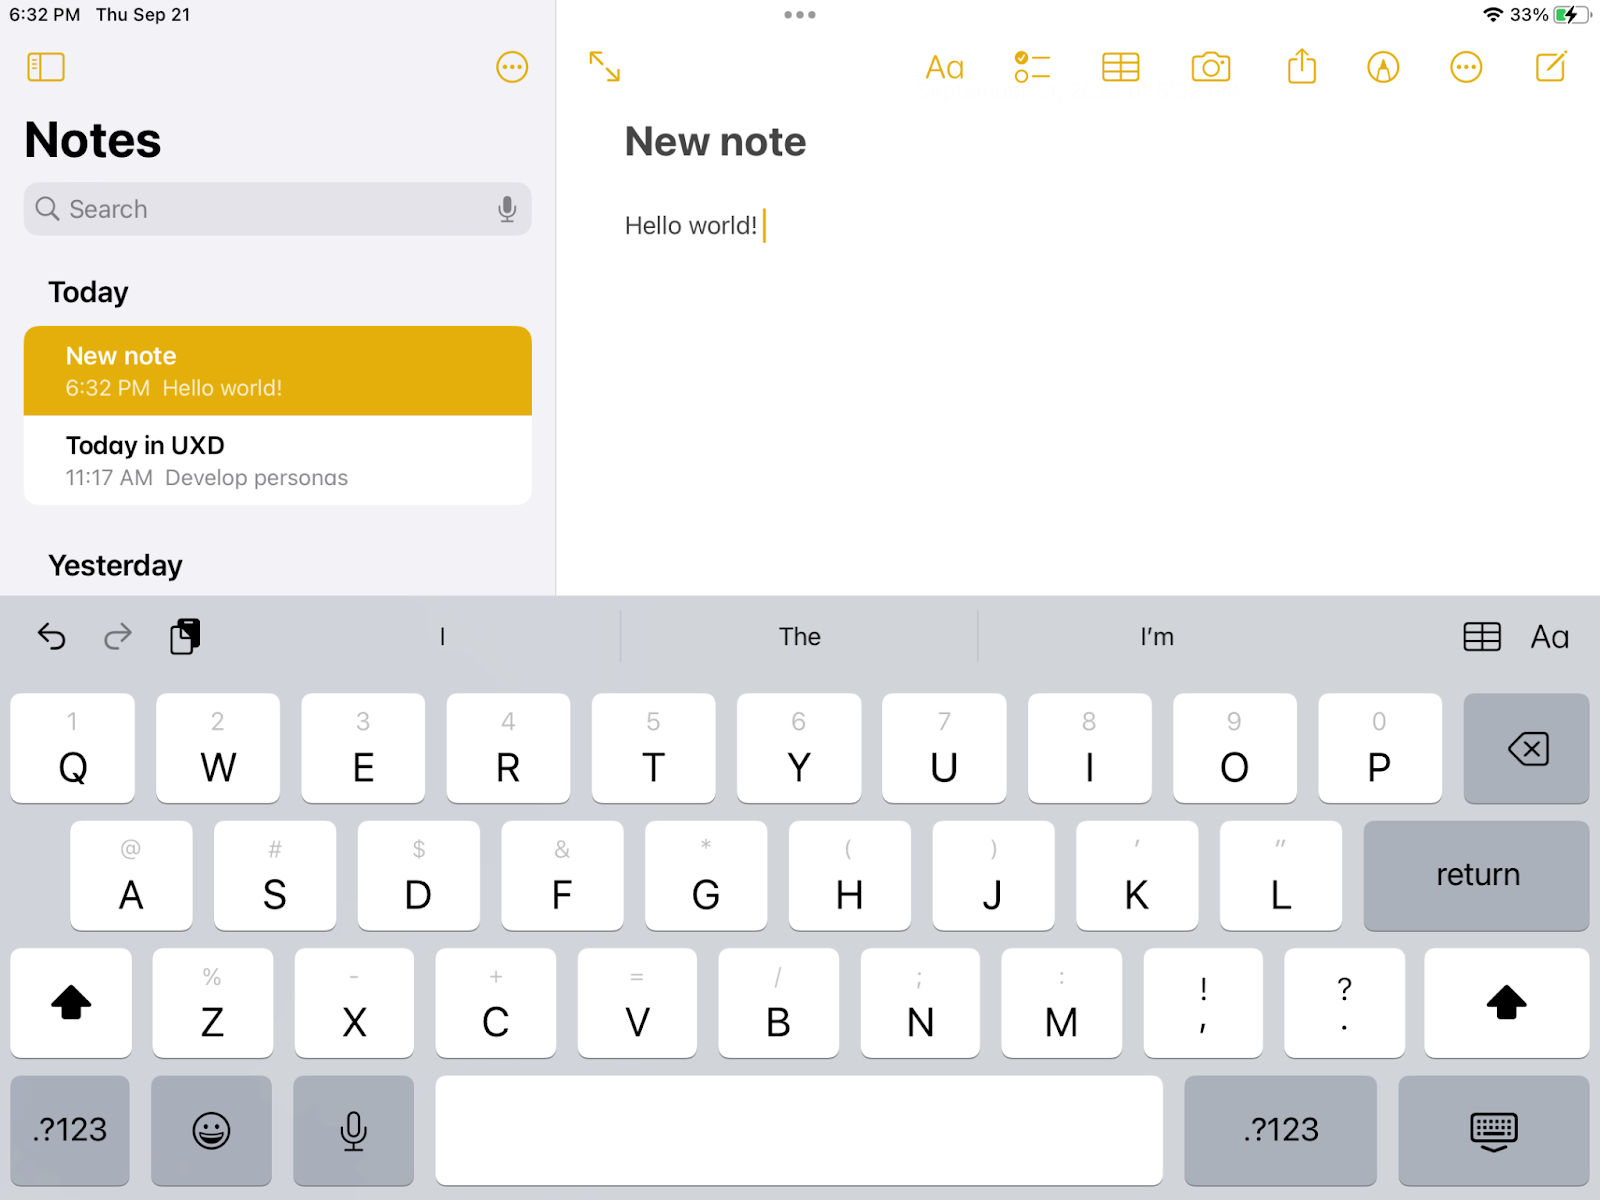 6:32 PM Thu Sep 21
33%
Aa
Notes
New note
Search
Hello world!
Today
New note
6:32 PM Hello world!
Today in UXD
11:17 AM Develop personas
Yesterday
I The I’m Aa
1 2 3 4 5 6 7 8 9 0
Q W E R T Y U I O P
@ # $ & * ( ) ' "
A S D F G H J K L return
% - + = / ; : ! ?
Z X C V B N M , .
.?123 .?123